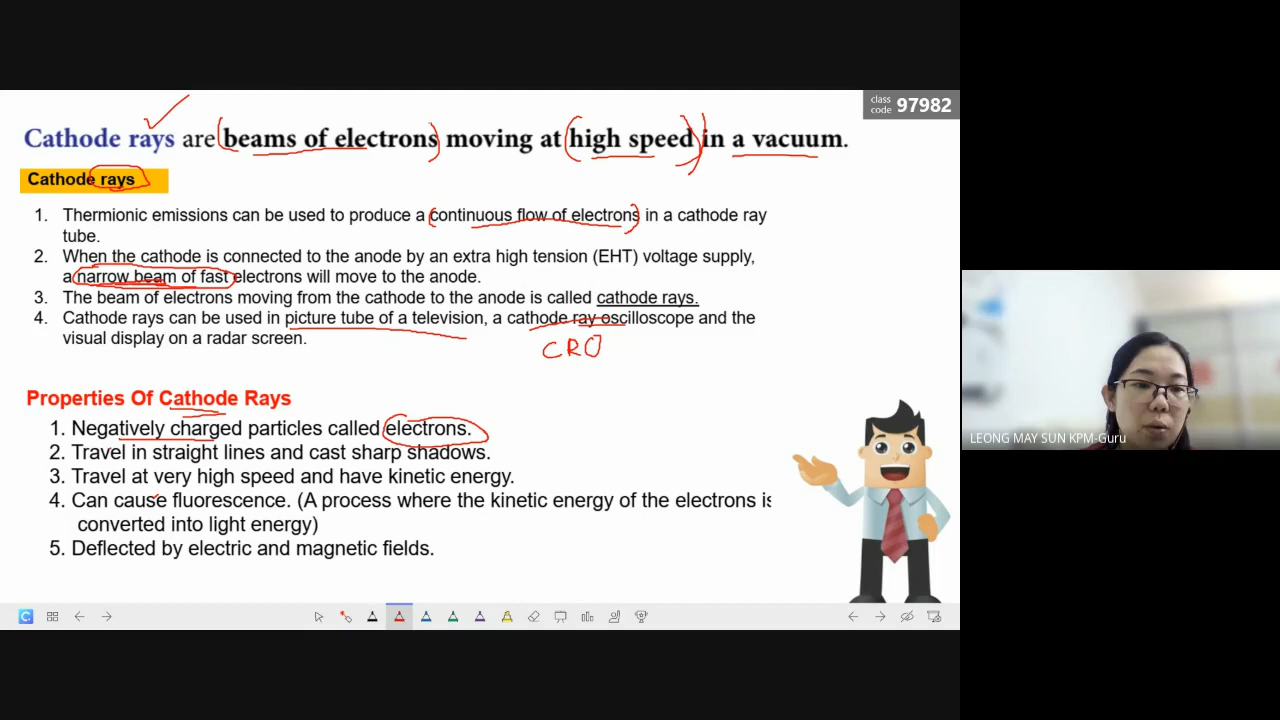 class
code 97982
Cathode rays are beams of electrons moving at high speed in a vacuum.
Cathode rays
1. Thermionic emissions can be used to produce a continuous flow of electrons in a cathode ray
tube.
2. When the cathode is connected to the anode by an extra high tension (EHT) voltage supply,
a narrow beam of fast electrons will move to the anode.
3. The beam of electrons moving from the cathode to the anode is called cathode rays.
4. Cathode rays can be used in picture tube of a television, a cathode ray oscilloscope and the
visual display on a radar screen.
CRO
Properties Of Cathode Rays
1. Negatively charged particles called electrons.
2. Travel in straight lines and cast sharp shadows.
3. Travel at very high speed and have kinetic energy.
4. Can cause fluorescence. (A process where the kinetic energy of the electrons is
converted into light energy)
5. Deflected by electric and magnetic fields.
LEONG MAY SUN KPM-Guru
C